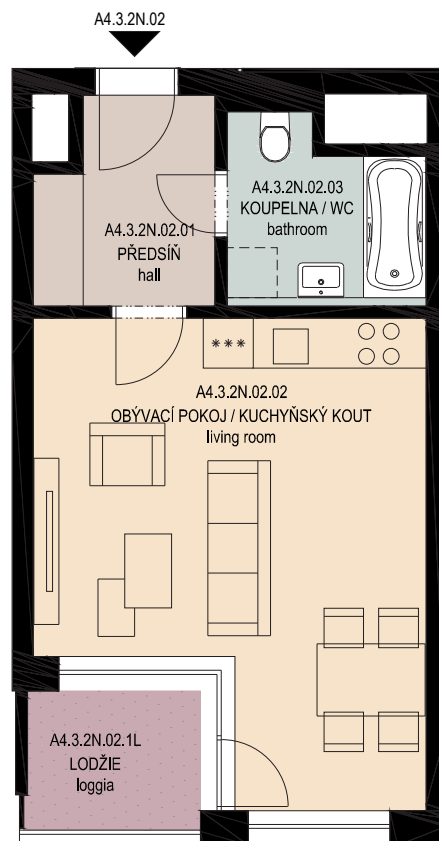 A4.3.2N.02
A4.3.2N.02.03
KOUPELNA / WC
bathroom
A4.3.2N.02.01
PŘEDSÍŇ
hall
***
A4.3.2N.02.02
OBÝVACÍ POKOJ / KUCHYŇSKÝ KOUT
living room
A4.3.2N.02.1L
LODŽIE
loggia